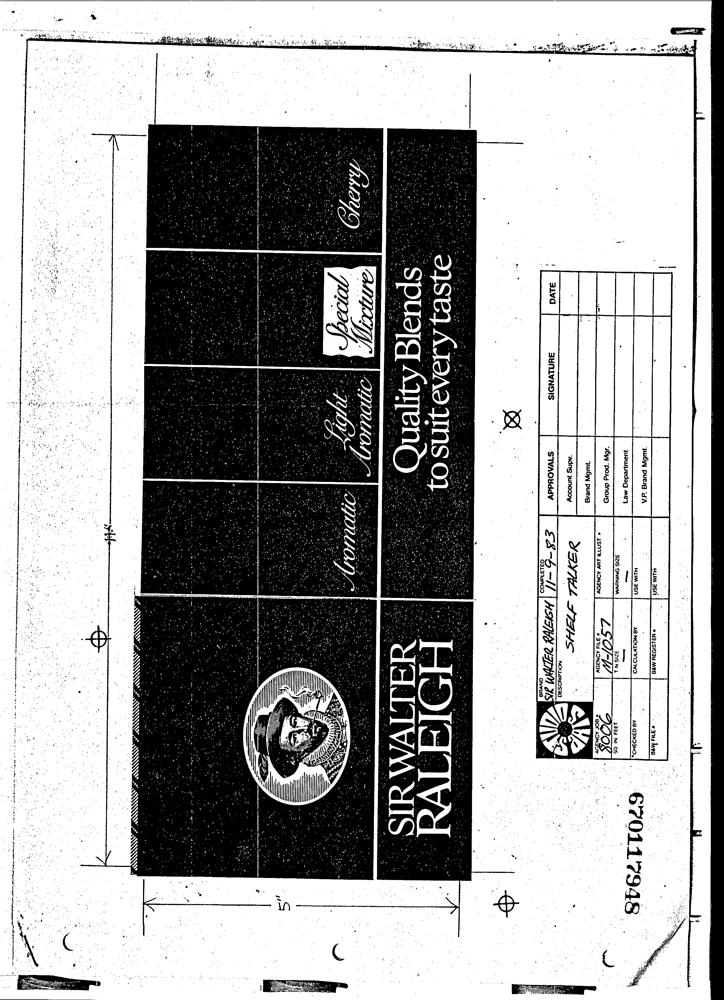 Aromatic
Light
Aromatic
Special
Mixture
Cherry
SIR WALTER
RALEIGH
Quality Blends
to suit every taste
11"
5"
BRAND
SIR WALTER RALEIGH
COMPLETED
11-9-83
DESCRIPTION
SHELF TALKER
AGENCY JOB #
8006
AGENCY FILE #
M-1057
AGENCY ART ILLUST #
SQ. IN. FEET
T N SIZE
—
WARNING SIZE
—
*CHECKED BY
CALCULATION BY
USE WITH
B&W FILE #
B&W REGISTER #
USE WITH
APPROVALS
SIGNATURE
DATE
Account Supv.
Brand Mgmt.
Group Prod. Mgr.
Law Department
V.P. Brand Mgmt.
670117948